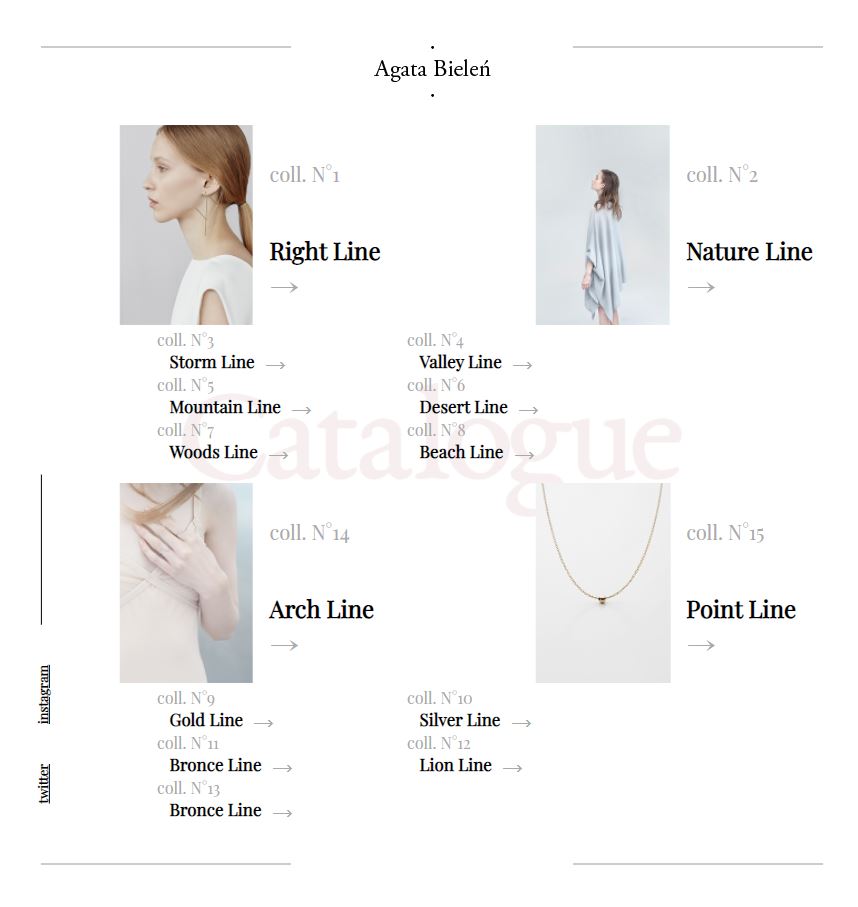 Agata Bieleń
coll. N°1
Right Line
coll. N°2
Nature Line
coll. N°3
Storm Line
coll. N°4
Valley Line
coll. N°5
Mountain Line
coll. N°6
Desert Line
coll. N°7
Woods Line
coll. N°8
Beach Line
Catalogue
coll. N°14
Arch Line
coll. N°15
Point Line
coll. N°9
Gold Line
coll. N°10
Silver Line
coll. N°11
Bronce Line
coll. N°12
Lion Line
coll. N°13
Bronce Line
instagram
twitter